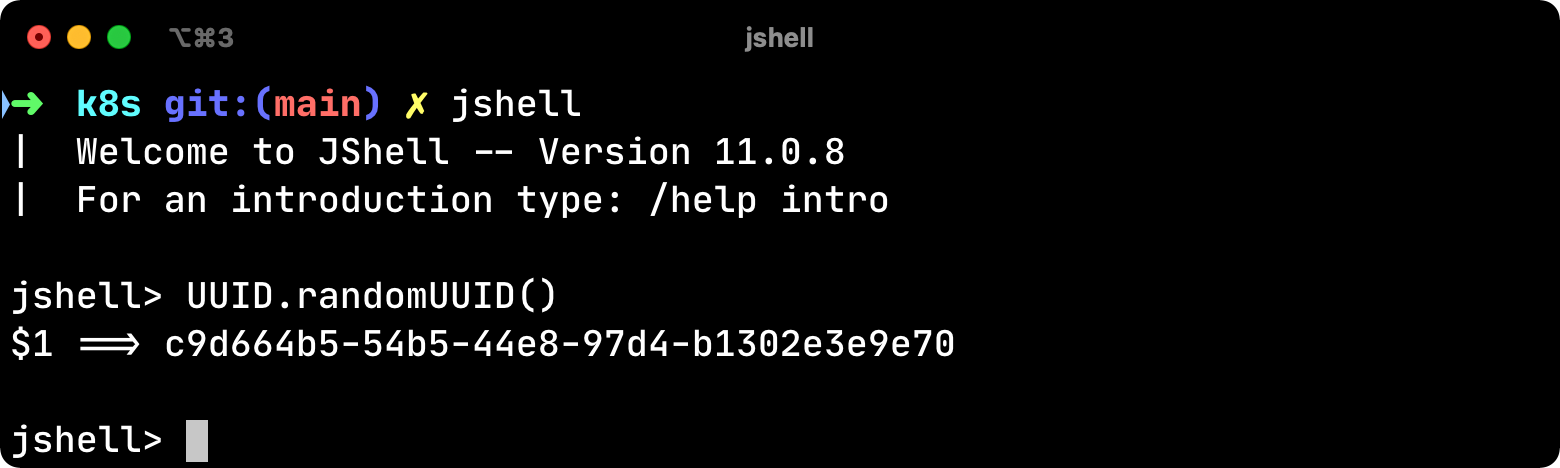 ⌥⌘3 jshell
➜ k8s git:(main) ✗ jshell
| Welcome to JShell -- Version 11.0.8
| For an introduction type: /help intro
jshell> UUID.randomUUID()
$1 ==> c9d664b5-54b5-44e8-97d4-b1302e3e9e70
jshell>